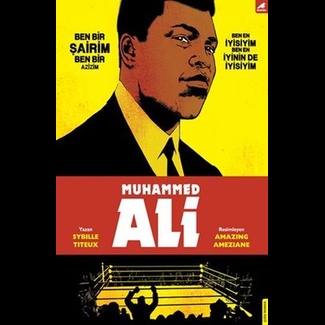 BEN BİR
ŞAİRİM
BEN BİR
AZİZİM
BEN EN
İYİSİYİM
BEN EN
İYİNİN DE
İYİSİYİM
MUHAMMED
ALİ
Yazan
SYBILLE
TITEUX
Resimleyen
AMAZING
AMEZIANE